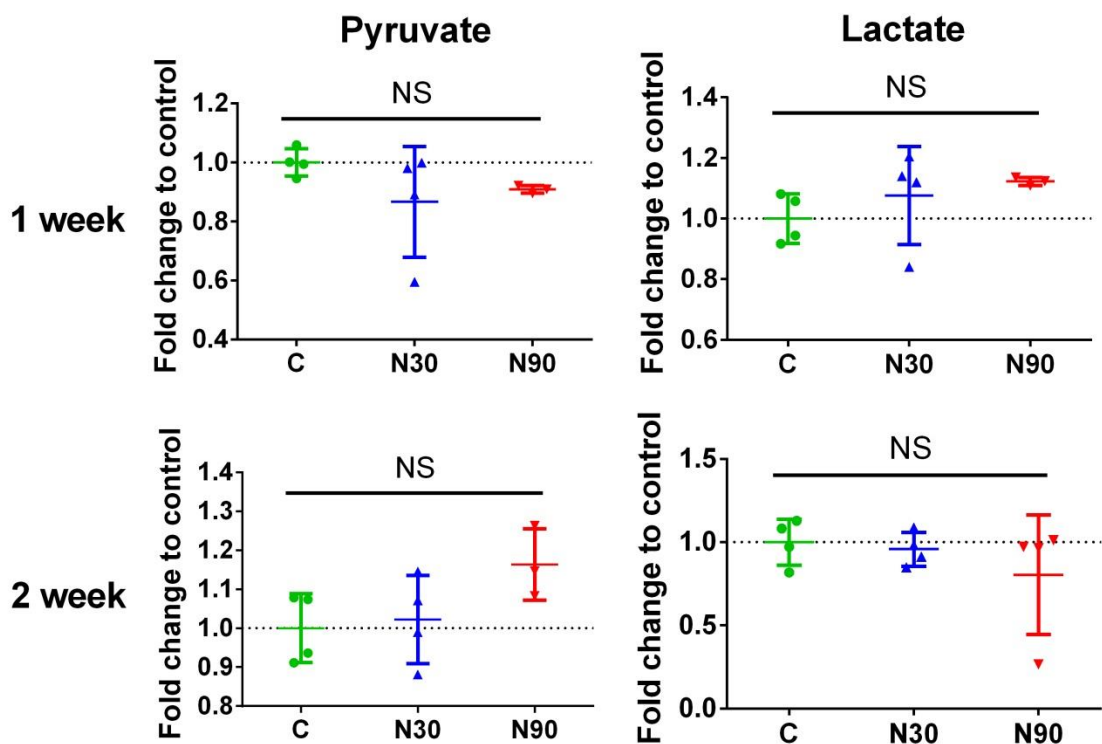 Pyruvate
Lactate
1 week
Fold change to control
NS
1.2
1.0
0.8
0.6
0.4
C N30 N90
Fold change to control
NS
1.4
1.2
1.0
0.8
0.6
C N30 N90
2 week
Fold change to control
NS
1.4
1.3
1.2
1.1
1.0
0.9
0.8
C N30 N90
Fold change to control
NS
1.5
1.0
0.5
0.0
C N30 N90